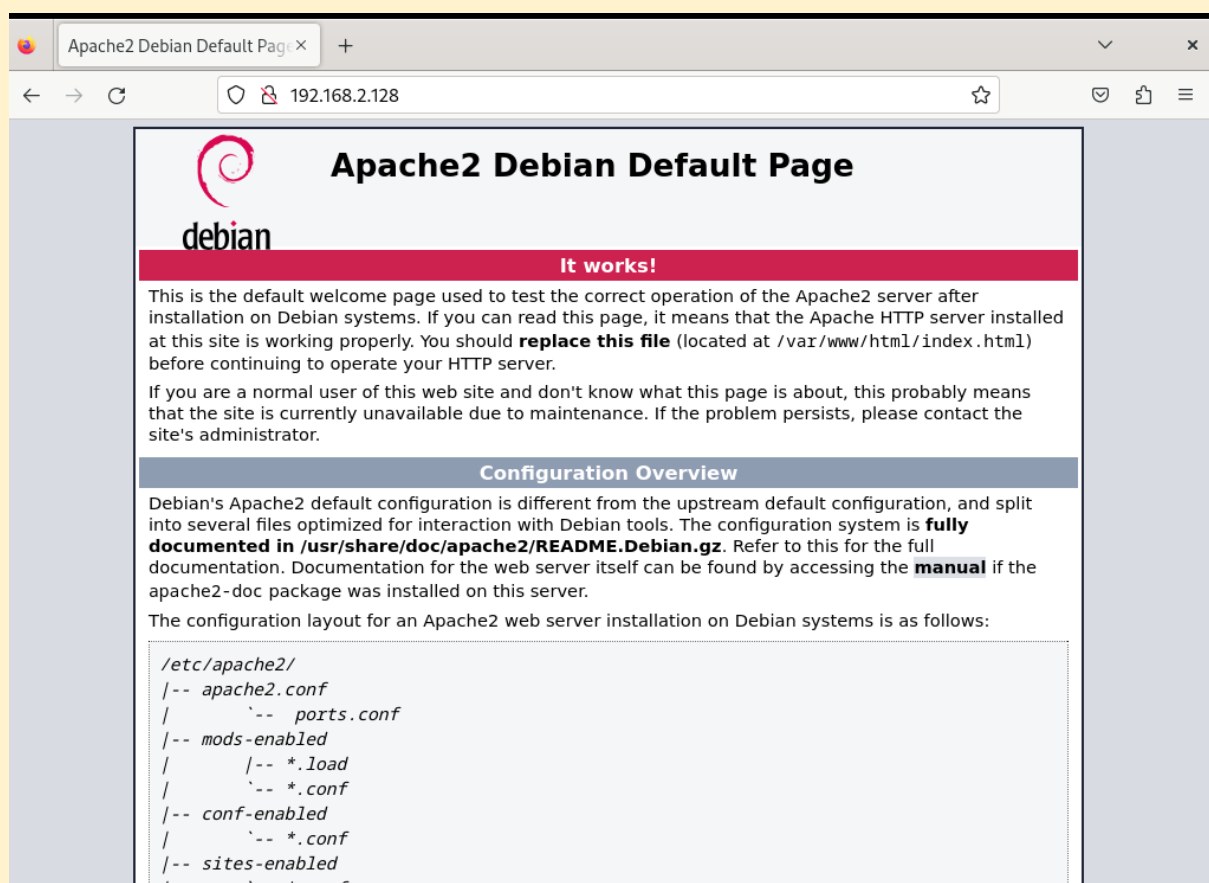 Apache2 Debian Default Page
192.168.2.128
debian
Apache2 Debian Default Page
It works!
This is the default welcome page used to test the correct operation of the Apache2 server after
installation on Debian systems. If you can read this page, it means that the Apache HTTP server installed
at this site is working properly. You should replace this file (located at /var/www/html/index.html)
before continuing to operate your HTTP server.
If you are a normal user of this web site and don't know what this page is about, this probably means
that the site is currently unavailable due to maintenance. If the problem persists, please contact the
site's administrator.
Configuration Overview
Debian's Apache2 default configuration is different from the upstream default configuration, and split
into several files optimized for interaction with Debian tools. The configuration system is fully
documented in /usr/share/doc/apache2/README.Debian.gz. Refer to this for the full
documentation. Documentation for the web server itself can be found by accessing the manual if the
apache2-doc package was installed on this server.
The configuration layout for an Apache2 web server installation on Debian systems is as follows:
/etc/apache2/
|-- apache2.conf
|       `--  ports.conf
|-- mods-enabled
|       |-- *.load
|       `-- *.conf
|-- conf-enabled
|       `-- *.conf
|-- sites-enabled